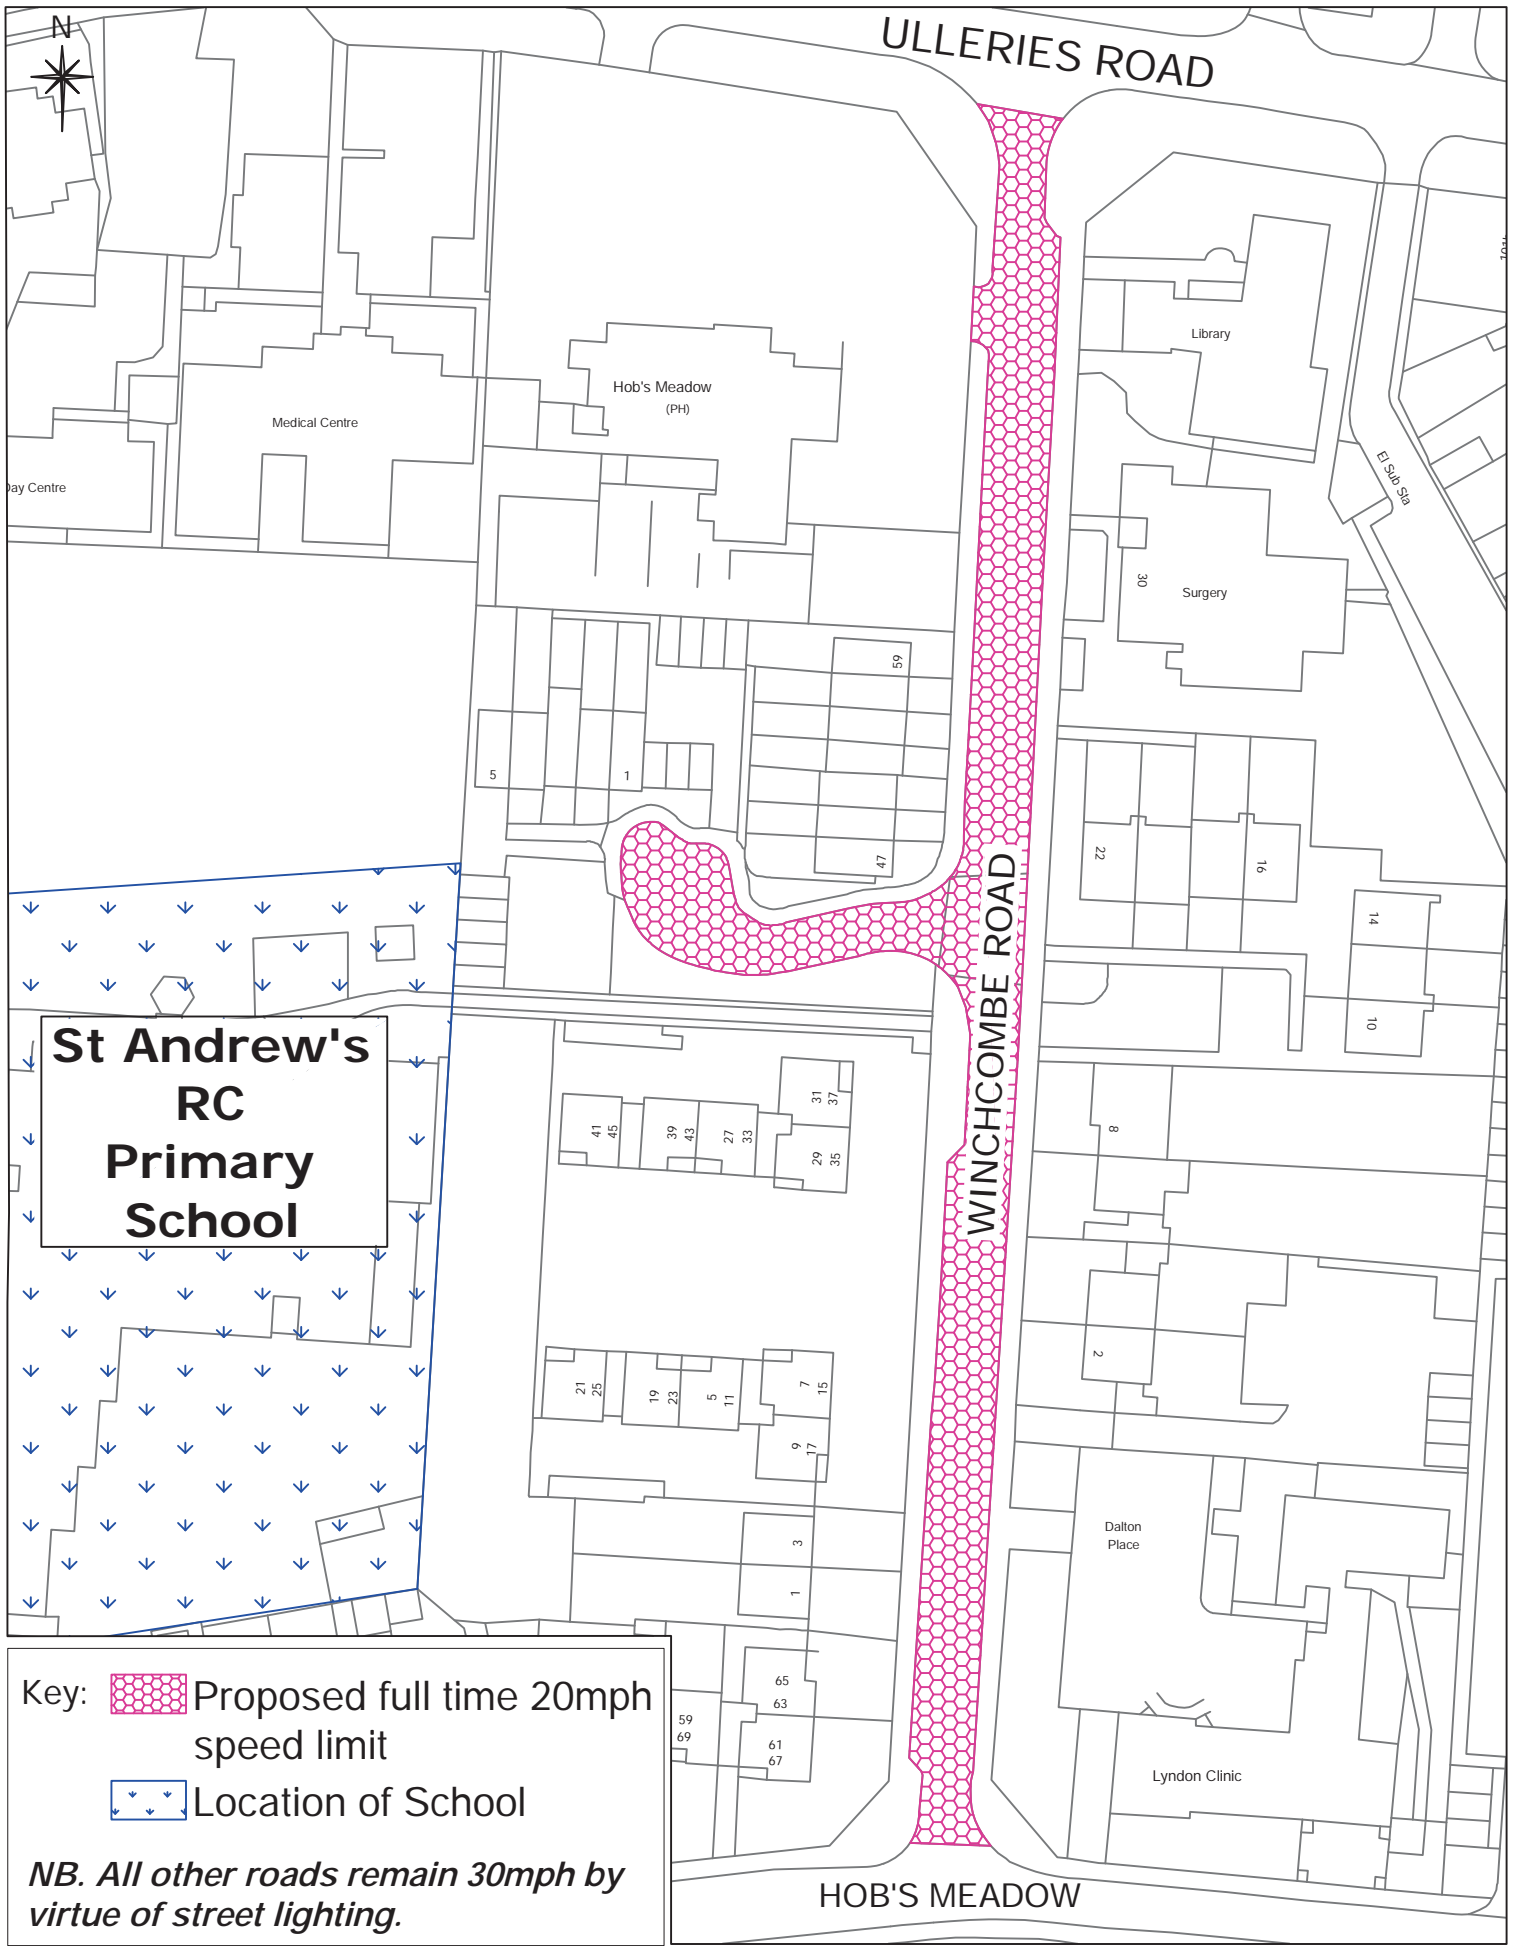 N
ULLERIES ROAD
Library
Hob's Meadow
(PH)
Medical Centre
Day Centre
El Sub Sta
30
Surgery
59
5
1
47
22
16
14
10
WINCHCOMBE ROAD
St Andrew's
RC
Primary
School
31
37
41
45
39
43
27
33
29
35
8
2
21
25
19
23
5
11
7
15
9
17
3
1
Dalton
Place
65
63
59
69
61
67
Lyndon Clinic
HOB'S MEADOW
Key:
Proposed full time 20mph
speed limit
Location of School
NB. All other roads remain 30mph by
virtue of street lighting.